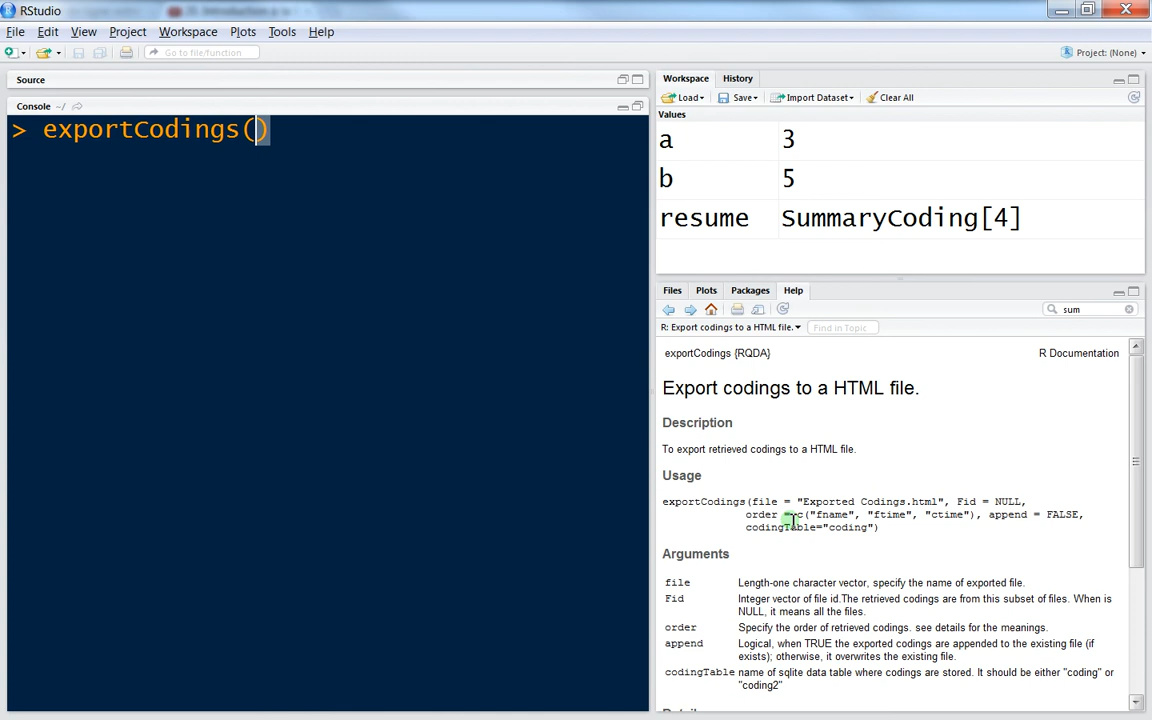 RStudio
File Edit View Project Workspace Plots Tools Help
Go to file/function
Project: (None)
Source
Console ~/
> exportCodings()
Workspace History
Load Save Import Dataset Clear All
Values
a 3
b 5
resume SummaryCoding[4]
Files Plots Packages Help
sum
R: Export codings to a HTML file. Find in Topic
exportCodings {RQDA} R Documentation
Export codings to a HTML file.
Description
To export retrieved codings to a HTML file.
Usage
exportCodings(file = "Exported Codings.html", Fid = NULL,
order = c("fname", "ftime", "ctime"), append = FALSE,
codingTable="coding")
Arguments
file Length-one character vector, specify the name of exported file.
Fid Integer vector of file id.The retrieved codings are from this subset of files. When is
NULL, it means all the files.
order Specify the order of retrieved codings. see details for the meanings.
append Logical, when TRUE the exported codings are appended to the existing file (if
exists); otherwise, it overwrites the existing file.
codingTable name of sqlite data table where codings are stored. It should be either "coding" or
"coding2"